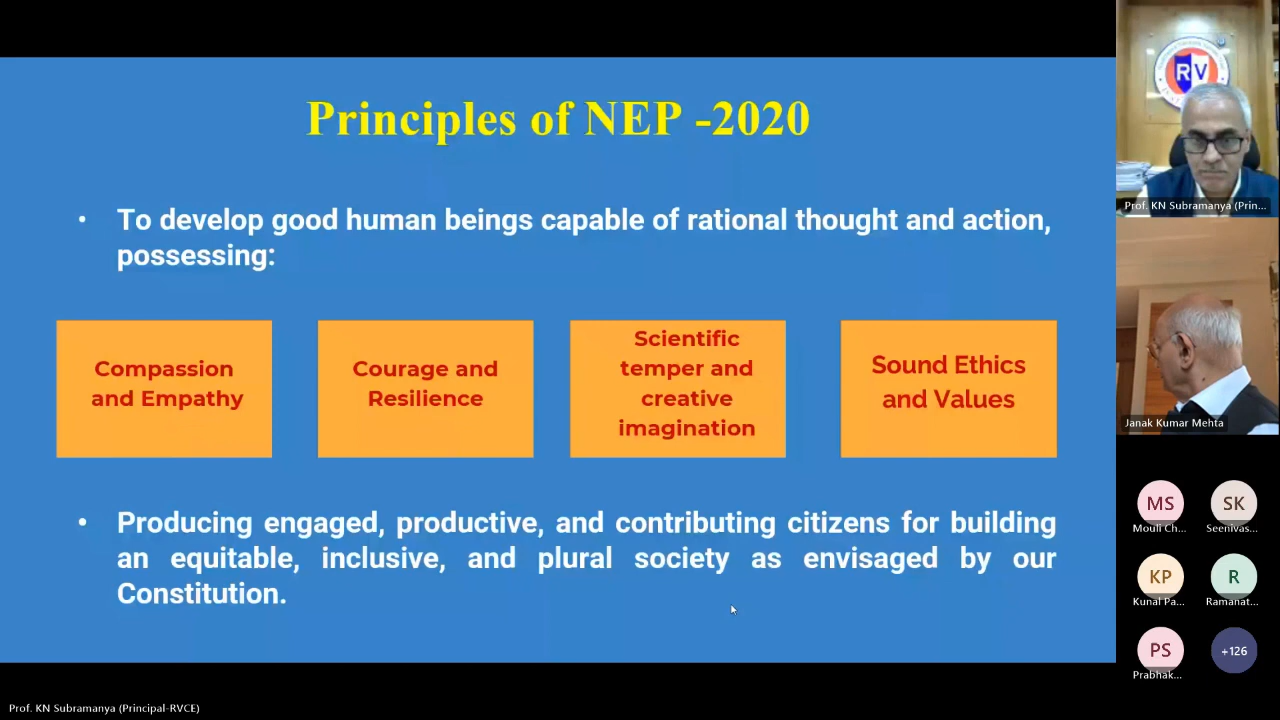 Principles of NEP -2020
• To develop good human beings capable of rational thought and action,
possessing:
Compassion
and Empathy
Courage and
Resilience
Scientific
temper and
creative
imagination
Sound Ethics
and Values
• Producing engaged, productive, and contributing citizens for building
an equitable, inclusive, and plural society as envisaged by our
Constitution.
Prof. KN Subramanya (Principal-RVCE)
RV
Prof. KN Subramanya (Prin...
Janak Kumar Mehta
MS
Mouli Ch...
SK
Seenivas...
KP
Kunal Pa...
R
Ramanat...
PS
Prabhak...
+126